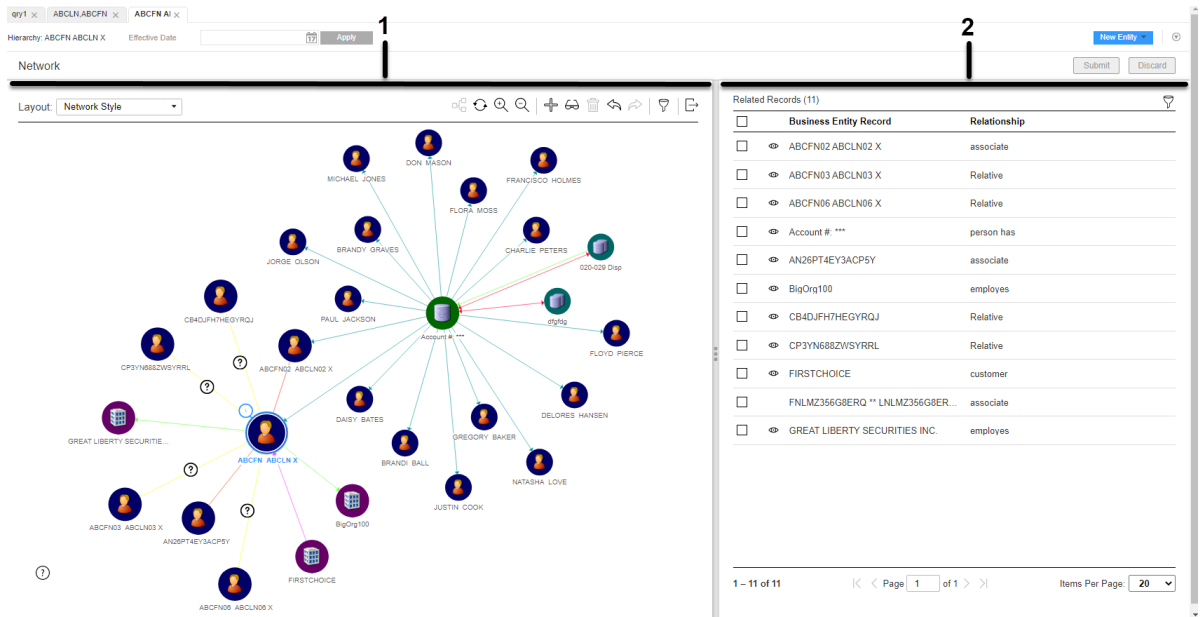 qry1 × ABCLN,ABCFN × ABCFN A ×
1
2
Hierarchy: ABCFN ABCLN X Effective Date 17 Apply New Entity
Network Submit Discard
Layout: Network Style
DON MASON
MICHAEL JONES
FRANCISCO HOLMES
FLORA MOSS
BRANDY GRAVES
CHARLIE PETERS
JORGE OLSON
020-029 Disp
CB4DJFH7HEGYRQJ
PAUL JACKSON
dfgfdg
Account #: ***
FLOYD PIERCE
CP3YN688ZWSYRRL
ABCFN02 ABCLN02 X
?
?
DAISY BATES
DELORES HANSEN
GREAT LIBERTY SECURITIE...
GREGORY BAKER
ABCFN ABCLN X
BRANDI BALL
?
NATASHA LOVE
JUSTIN COOK
?
BigOrg100
ABCFN03 ABCLN03 X
AN26PT4EY3ACP5Y
?
FIRSTCHOICE
ABCFN06 ABCLN06 X
Related Records (11)
Business Entity Record Relationship
ABCFN02 ABCLN02 X associate
ABCFN03 ABCLN03 X Relative
ABCFN06 ABCLN06 X Relative
Account #: *** person has
AN26PT4EY3ACP5Y associate
BigOrg100 employes
CB4DJFH7HEGYRQJ Relative
CP3YN688ZWSYRRL Relative
FIRSTCHOICE customer
FNLMZ356G8ERQ ** LNLMZ356G8ER... associate
GREAT LIBERTY SECURITIES INC. employes
1 – 11 of 11 |< < Page 1 of 1 > >| Items Per Page: 20